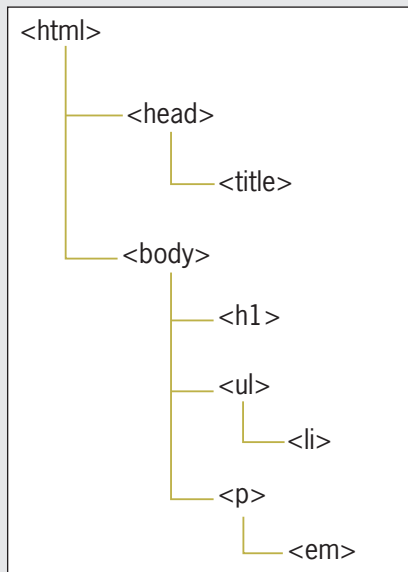 <html>
<head>
<title>
<body>
<h1>
<ul>
<li>
<p>
<em>